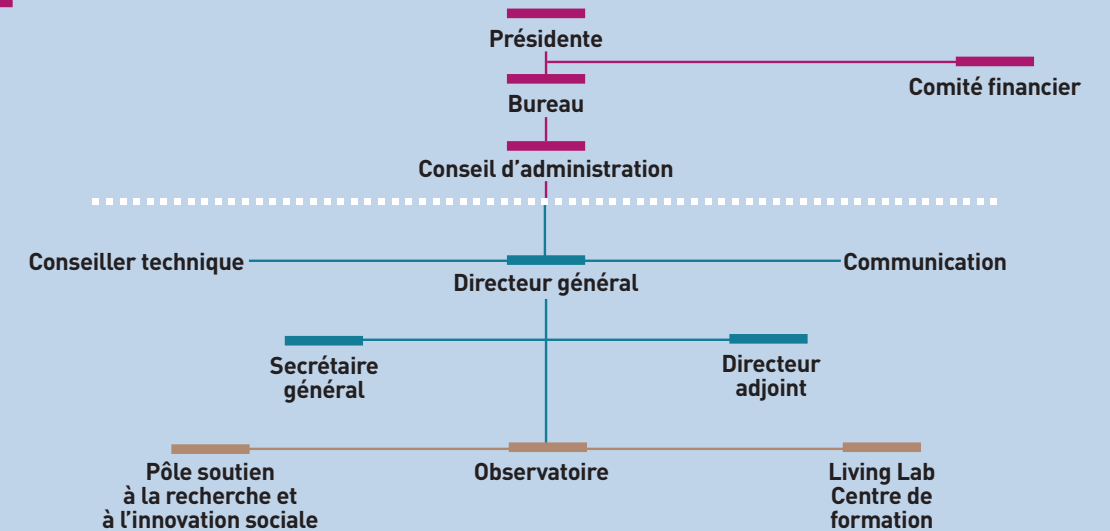 Présidente
Comité financier
Bureau
Conseil d'administration
Conseiller technique
Communication
Directeur général
Secrétaire
général
Directeur
adjoint
Pôle soutien
à la recherche et
à l'innovation sociale
Observatoire
Living Lab
Centre de
formation